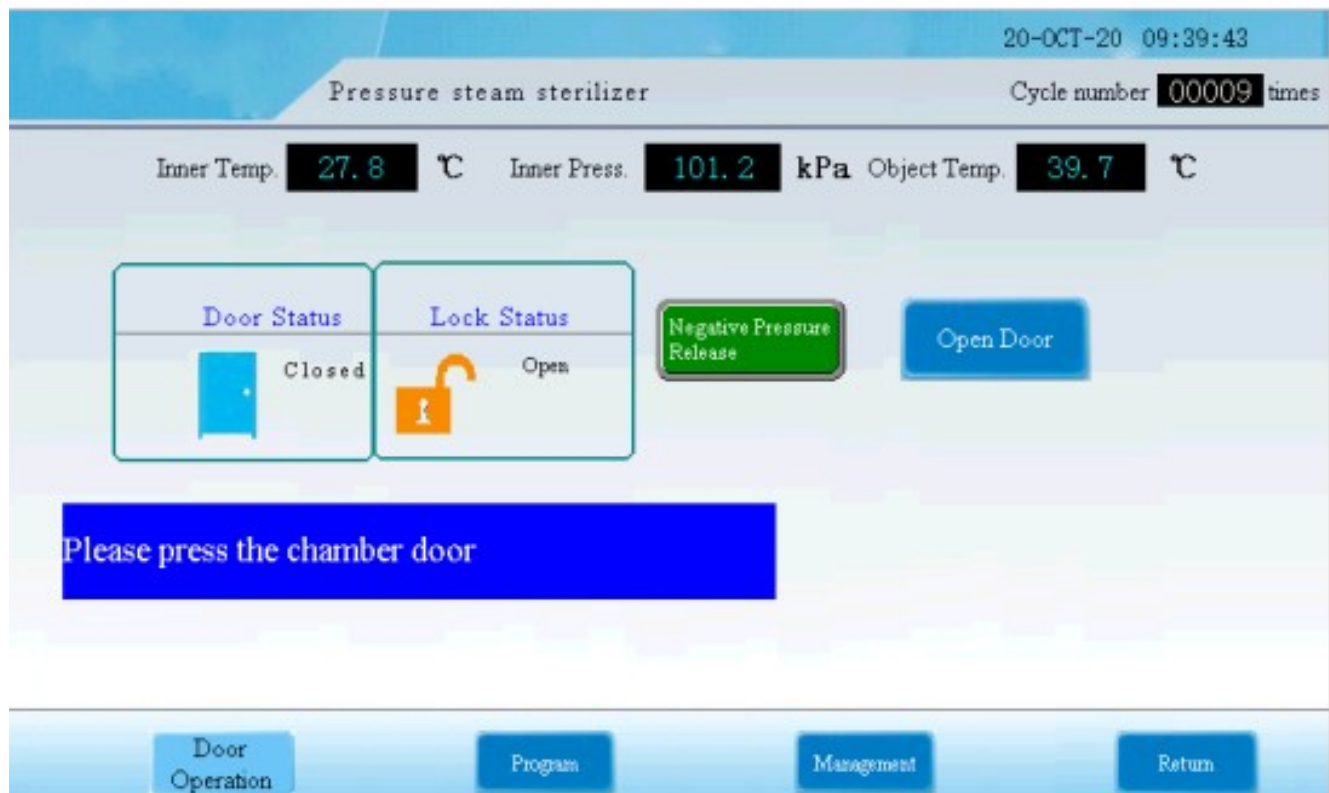 20-OCT-20 09:39:43
Pressure steam sterilizer
Cycle number 00009 times
Inner Temp. 27.8 ℃ Inner Press. 101.2 kPa Object Temp. 39.7 ℃
Door Status
Lock Status
Closed
Open
Negative Pressure
Release
Open Door
Please press the chamber door
Door
Operation
Program
Management
Return